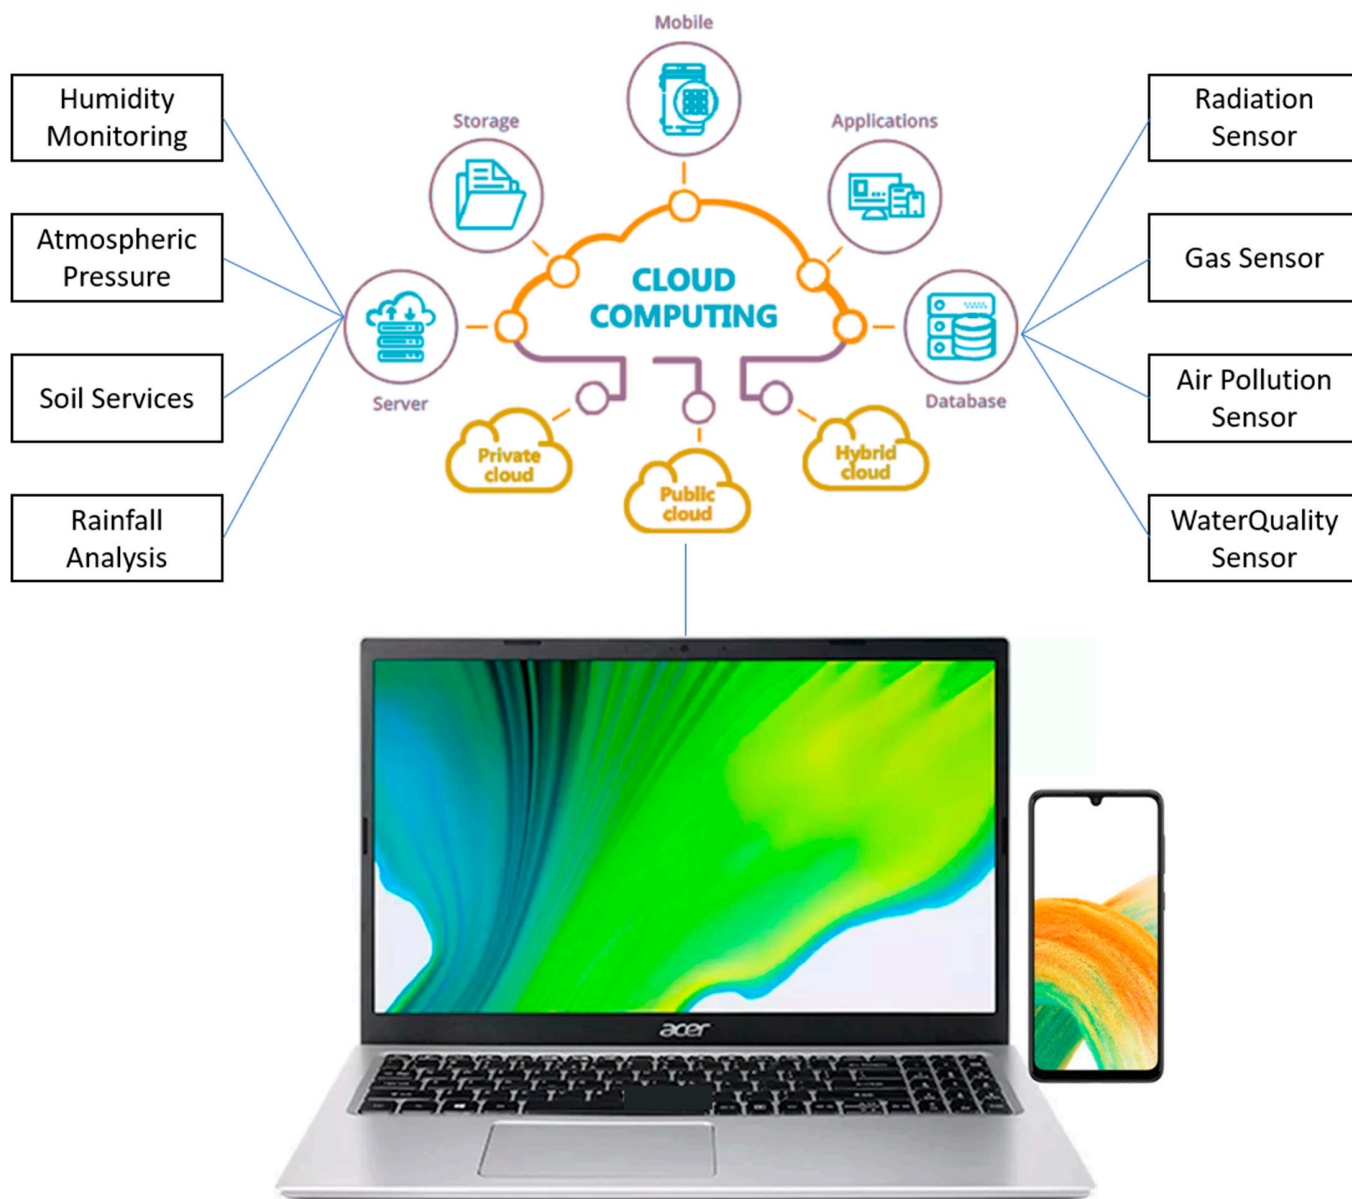 Mobile
Humidity
Monitoring
Storage
Applications
Radiation
Sensor
Atmospheric
Pressure
CLOUD
COMPUTING
Gas Sensor
Soil Services
Server
Database
Air Pollution
Sensor
Private
cloud
Public
cloud
Hybrid
cloud
Rainfall
Analysis
WaterQuality
Sensor
acer